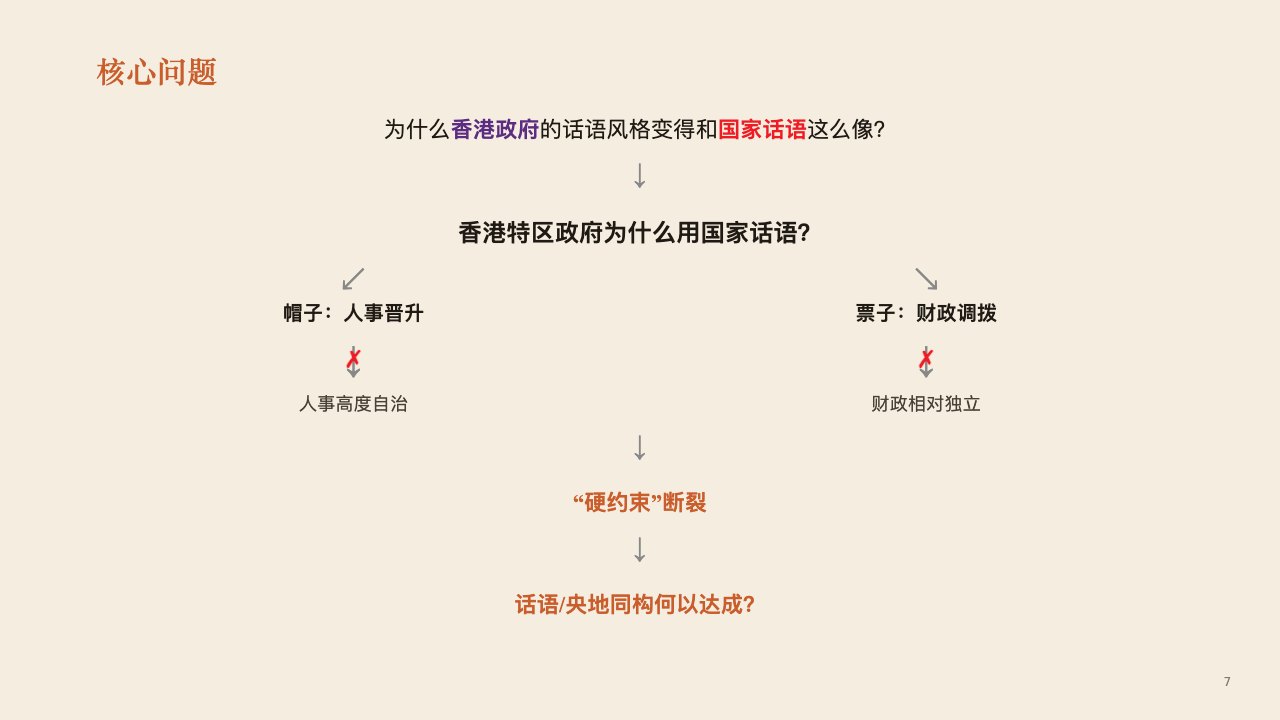 核心问题
为什么香港政府的话语风格变得和国家话语这么像?
↓
香港特区政府为什么用国家话语?
↙ ↘
帽子：人事晋升 票子：财政调拨
✗ ✗
人事高度自治 财政相对独立
↓
“硬约束”断裂
↓
话语/央地同构何以达成?
7